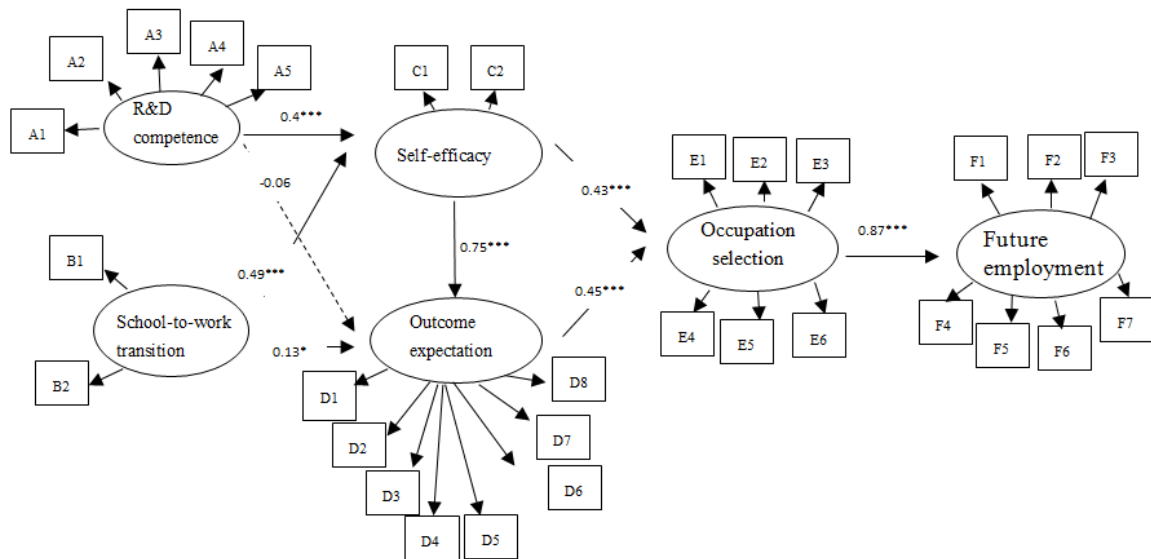 A3
A4
A2
A5
C1
C2
A1
R&D
competence
0.4***
Self-efficacy
-0.06
E1
E2
E3
F1
F2
F3
0.43***
B1
0.49***
0.75***
Occupation
selection
0.87***
Future
employment
0.45***
School-to-work
transition
0.13*
Outcome
expectation
B2
E4
E5
E6
F4
F5
F6
F7
D1
D8
D2
D7
D3
D6
D4
D5